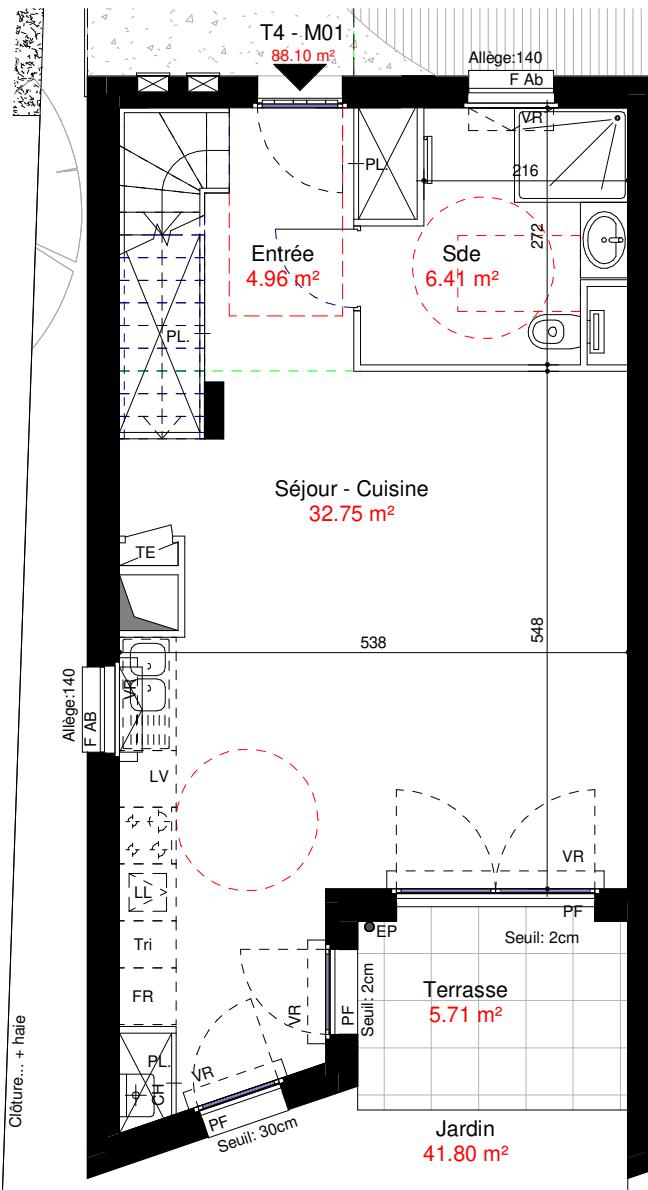 T4 - M01
88.10 m²
Allège:140
F Ab
VR
PL.
216
272
Entrée
4.96 m²
Sde
6.41 m²
PL.
Séjour - Cuisine
32.75 m²
TE
538
548
Allège:140
F AB
VR
LV
LL
Tri
FR
VR
PF
EP
Seuil: 2cm
Terrasse
5.71 m²
VR
PF
Seuil: 2cm
PL.
CH
VR
PF
Seuil: 30cm
Jardin
41.80 m²
Clôture... + haie